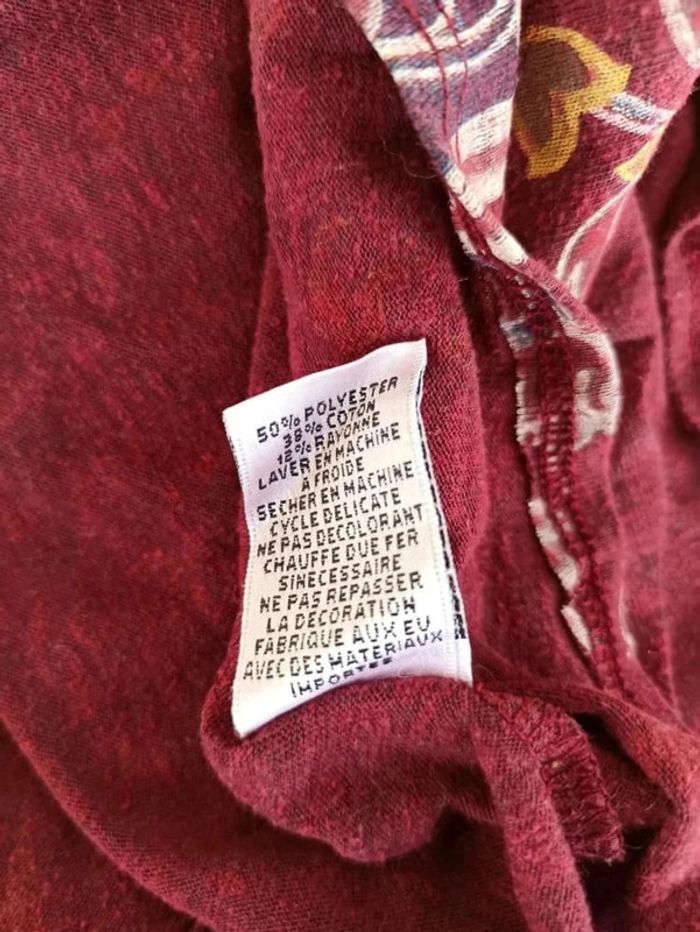 50% POLYESTER
38% COTON
12% RAYONNE
LAVER EN MACHINE
A FROIDE
SECHER EN MACHINE
CYCLE DELICATE
NE PAS DECOLORANT
CHAUFFE DUE FER
SINECESSAIRE
NE PAS REPASSER
LA DECORATION
FABRIQUE AUX EU
AVEC DES MATERIAUX
IMPORTEE